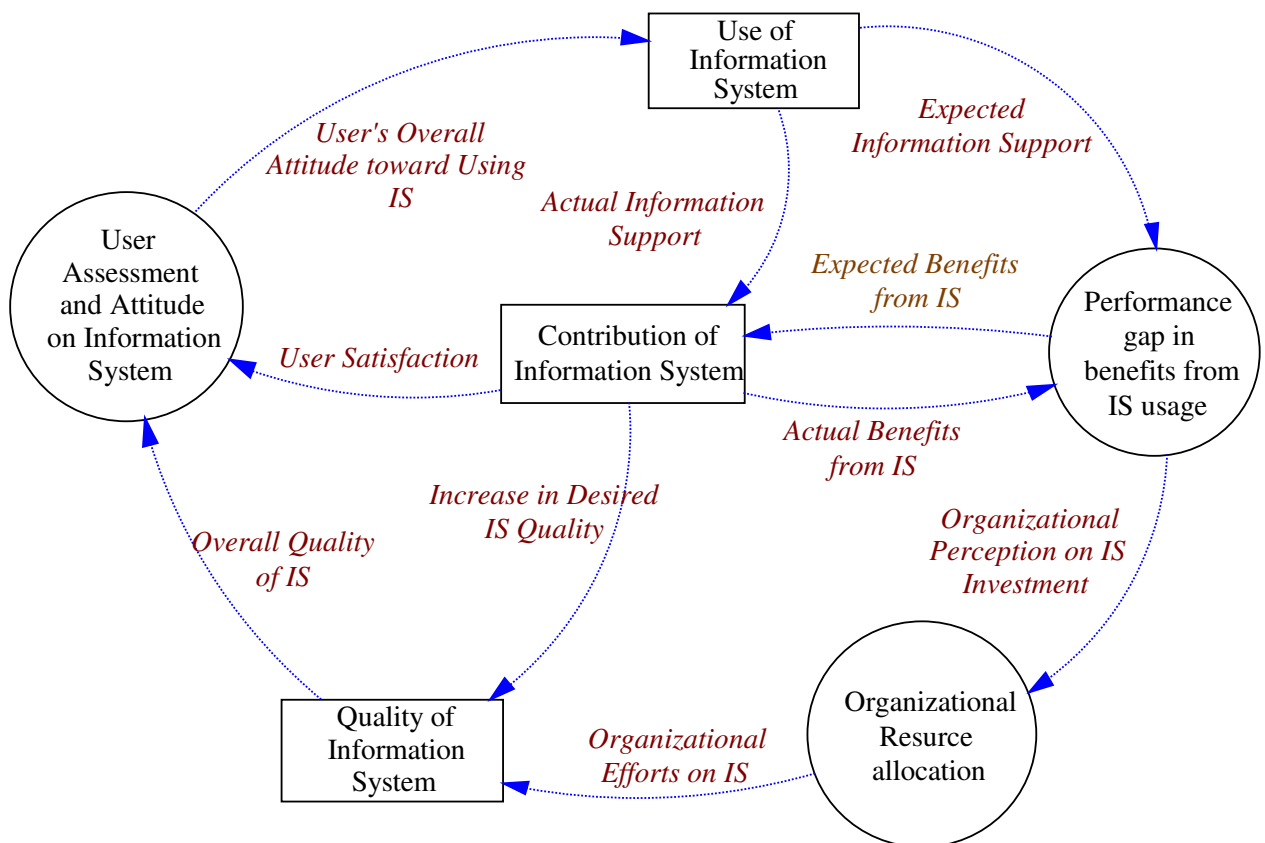 Use of
Information
System
Expected
Information Support
User's Overall
Attitude toward Using
IS
Actual Information
Support
User
Assessment
and Attitude
on Information
System
Expected Benefits
from IS
Performance
gap in
benefits from
IS usage
Contribution of
Information System
User Satisfaction
Actual Benefits
from IS
Increase in Desired
IS Quality
Organizational
Perception on IS
Investment
Overall Quality
of IS
Quality of
Information
System
Organizational
Efforts on IS
Organizational
Resurce
allocation